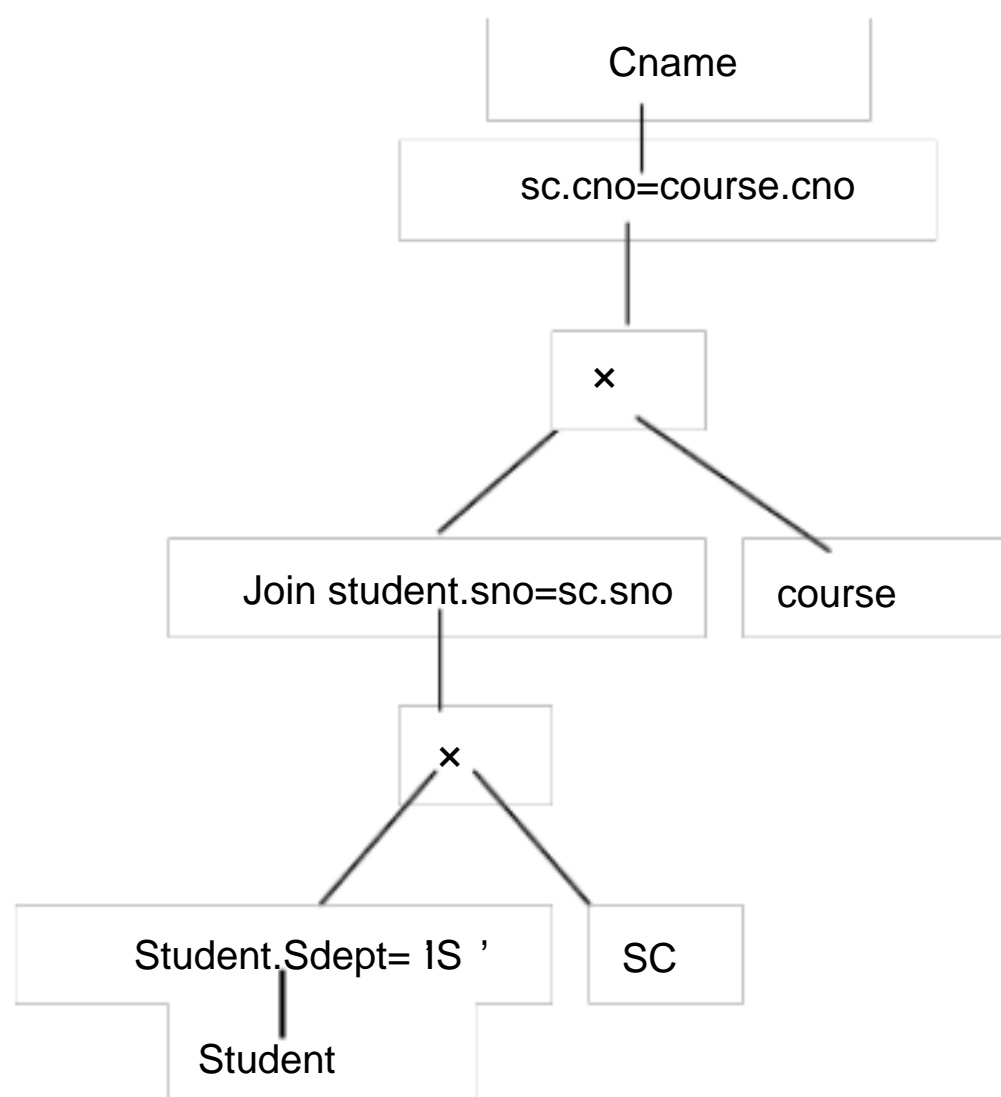 Cname
sc.cno=course.cno
×
Join student.sno=sc.sno
course
×
Student.Sdept= 'IS ’
SC
Student